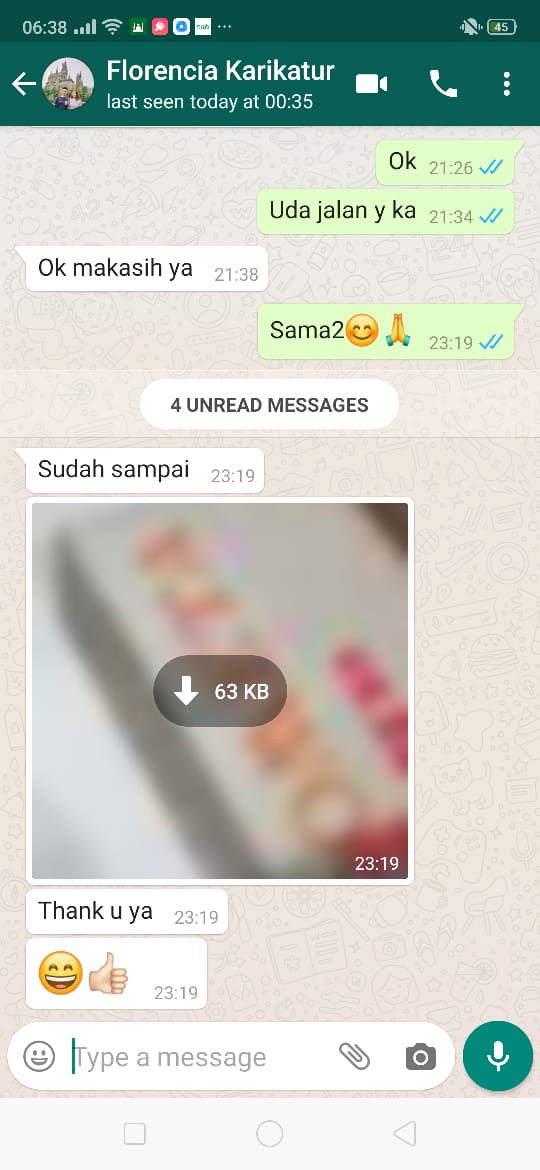 06:38
45
Florencia Karikatur
last seen today at 00:35
Ok 21:26
Uda jalan y ka 21:34
Ok makasih ya 21:38
Sama2😊🙏 23:19
4 UNREAD MESSAGES
Sudah sampai 23:19
63 KB
23:19
Thank u ya 23:19
😄👍🏻 23:19
Type a message